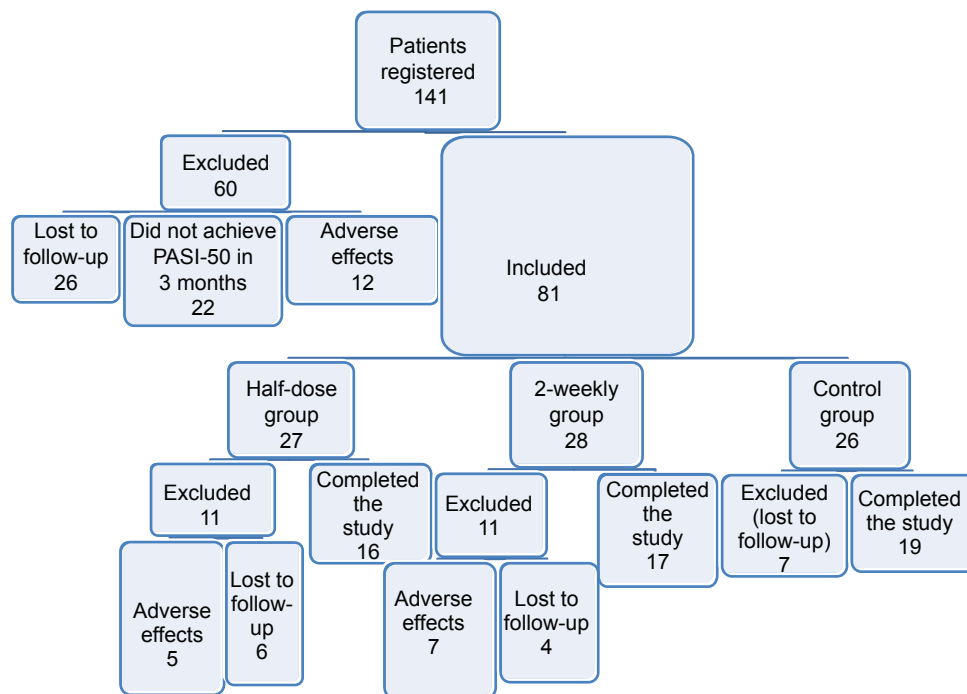 Patients
registered
141
Excluded
60
Lost to
follow-up
26
Did not achieve
PASI-50 in
3 months
22
Adverse
effects
12
Included
81
Half-dose
group
27
2-weekly
group
28
Control
group
26
Excluded
11
Completed
the
study
16
Excluded
11
Completed
the
study
17
Excluded
(lost to
follow-up)
7
Completed
the study
19
Adverse
effects
5
Lost to
follow-
up
6
Adverse
effects
7
Lost to
follow-up
4